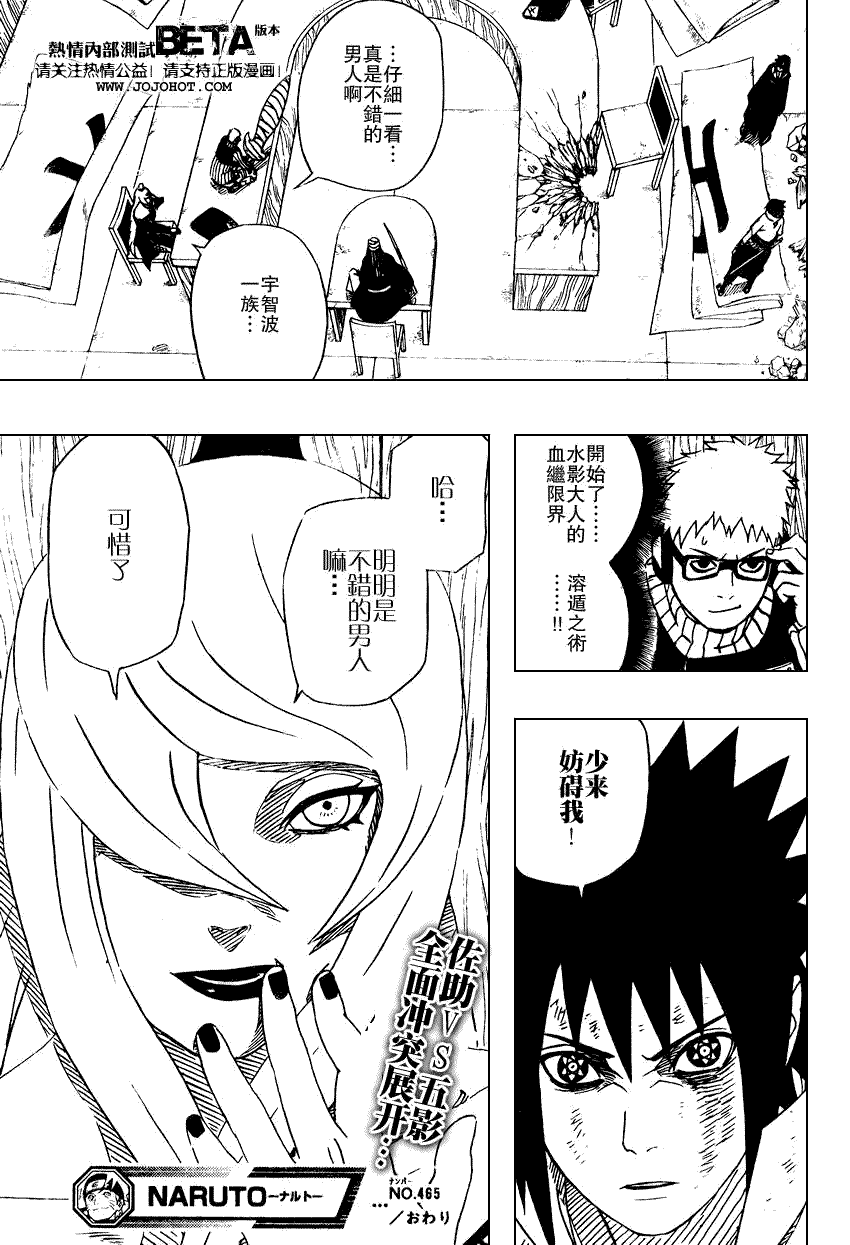 熱情內部測試BETA版本
请关注热情公益！请支持正版漫画！
WWW.JOJOHOT.COM
…仔細一看…
真是不錯的
男人啊
宇智波
一族…
開始了……
水影大人的
血繼限界
溶遁之術
……!!
哈…
明明是
不錯的男人
嘛…
可惜了
少来
妨碍我！
佐助VS五影
全面冲突展开…
NARUTO—ナルト—
ナンバー
NO.465
…／おわり